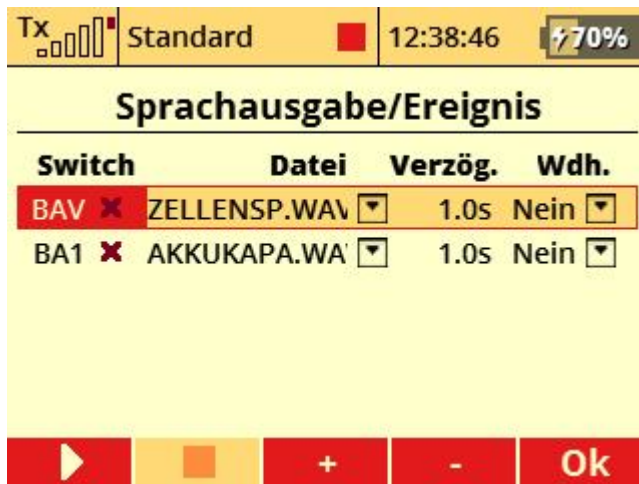 Tx Standard 12:38:46 70%
Sprachausgabe/Ereignis
Switch Datei Verzög. Wdh.
BAV ZELLENSP.WAV 1.0s Nein
BA1 AKKUKAPA.WA 1.0s Nein
+ - Ok